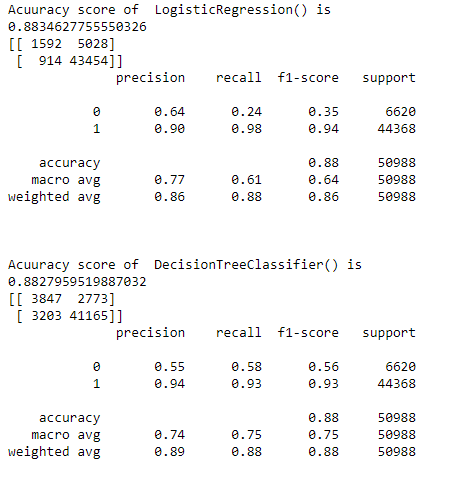 Acuuracy score of  LogisticRegression() is
0.8834627755550326
[[ 1592  5028]
 [  914 43454]]
              precision    recall  f1-score   support

           0       0.64      0.24      0.35      6620
           1       0.90      0.98      0.94     44368

    accuracy                           0.88     50988
   macro avg       0.77      0.61      0.64     50988
weighted avg       0.86      0.88      0.86     50988

Acuuracy score of  DecisionTreeClassifier() is
0.8827959519887032
[[ 3847  2773]
 [ 3203 41165]]
              precision    recall  f1-score   support

           0       0.55      0.58      0.56      6620
           1       0.94      0.93      0.93     44368

    accuracy                           0.88     50988
   macro avg       0.74      0.75      0.75     50988
weighted avg       0.89      0.88      0.88     50988